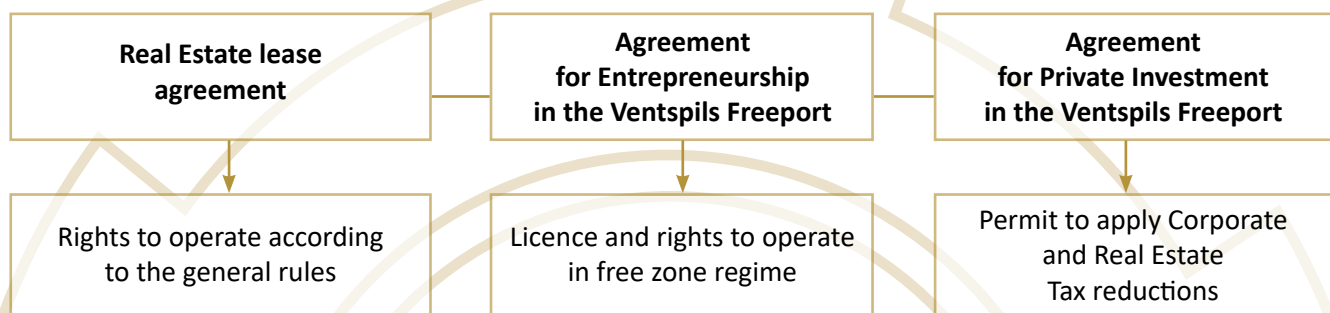 Real Estate lease
agreement
Agreement
for Entrepreneurship
in the Ventspils Freeport
Agreement
for Private Investment
in the Ventspils Freeport
Rights to operate according
to the general rules
Licence and rights to operate
in free zone regime
Permit to apply Corporate
and Real Estate
Tax reductions